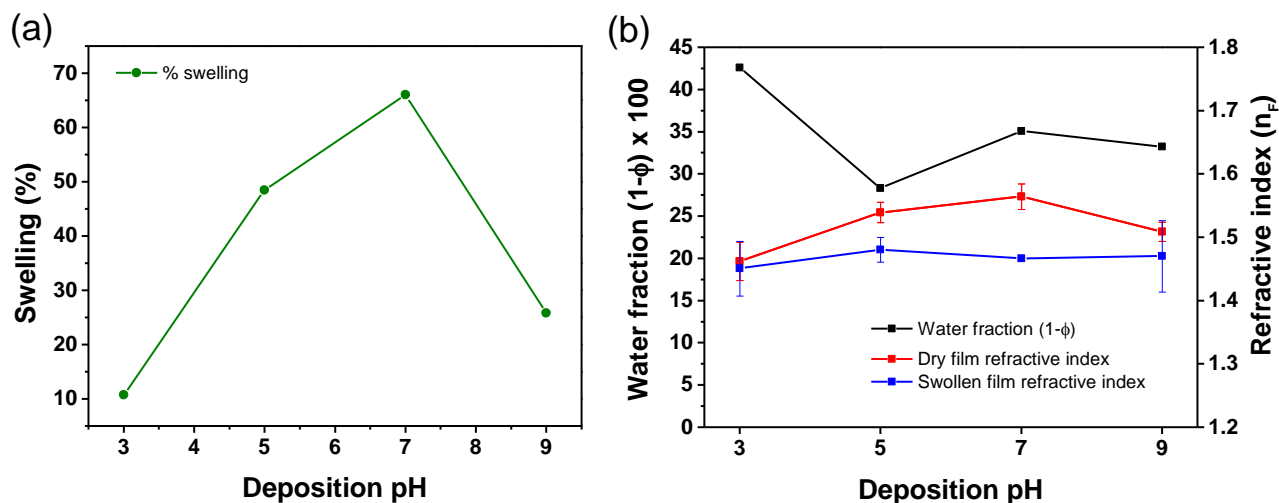 (a)
% swelling
Swelling (%)
70
60
50
40
30
20
10
3 4 5 6 7 8 9
Deposition pH
(b)
Water fraction (1-ϕ) x 100
45
40
35
30
25
20
15
10
5
0
Water fraction (1-ϕ)
Dry film refractive index
Swollen film refractive index
3 5 7 9
Deposition pH
1.8
1.7
1.6
1.5
1.4
1.3
1.2
Refractive index (nF)